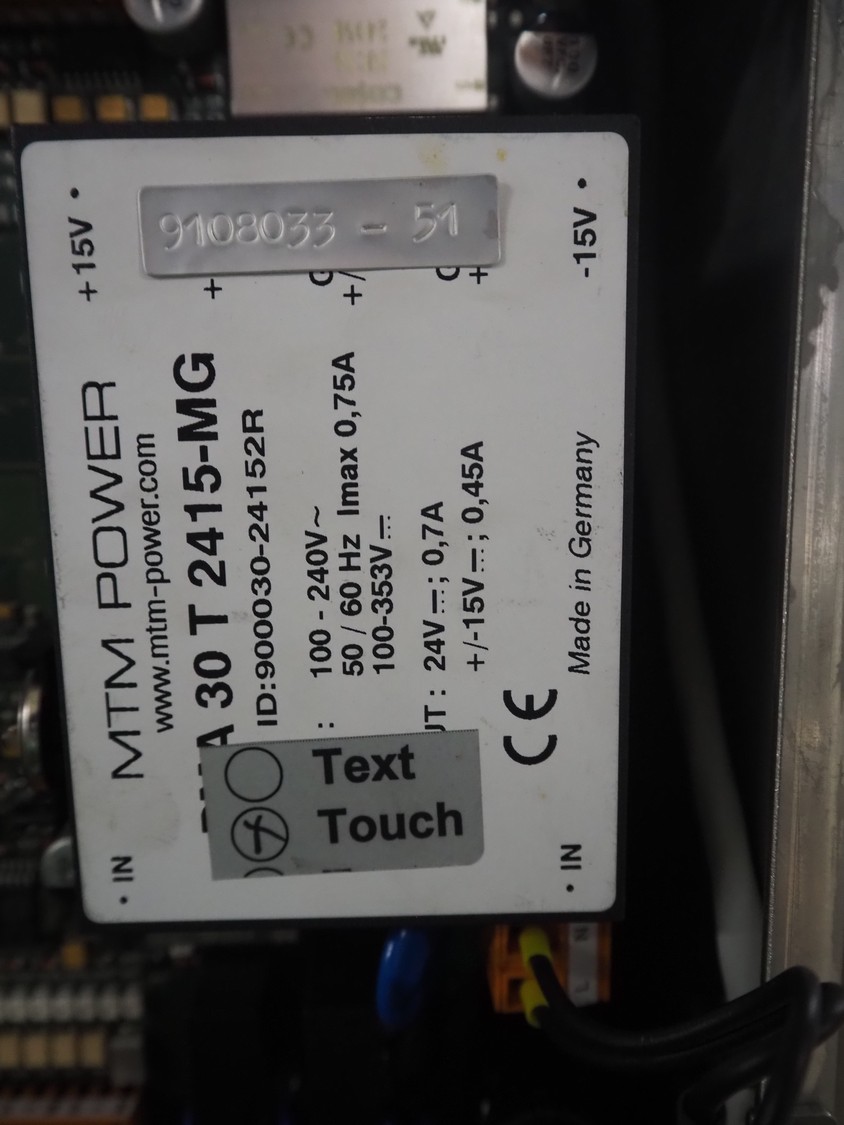 MTM POWER
www.mtm-power.com
A 30 T 2415-MG
ID:900030-24152R
: 100 - 240V~
50 / 60 Hz Imax 0,75A
100-353V⎓
UT : 24V⎓; 0,7A
+/-15V⎓; 0,45A
CE
Made in Germany
+15V
-15V
IN
IN
9108033 - 51
Text
Touch
N
L